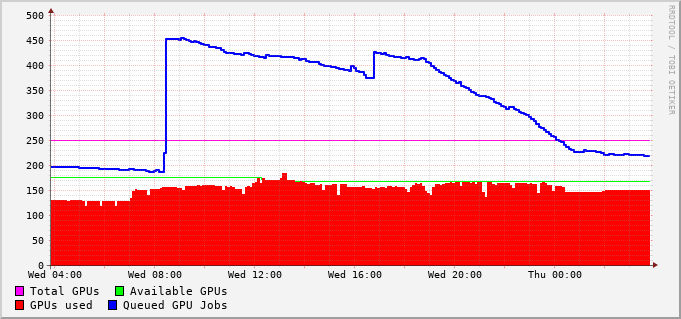 500
450
400
350
300
250
200
150
100
50
0
Wed 04:00 Wed 08:00 Wed 12:00 Wed 16:00 Wed 20:00 Thu 00:00
Total GPUs Available GPUs
GPUs used Queued GPU Jobs
RRDTOOL / TOBI OETIKER